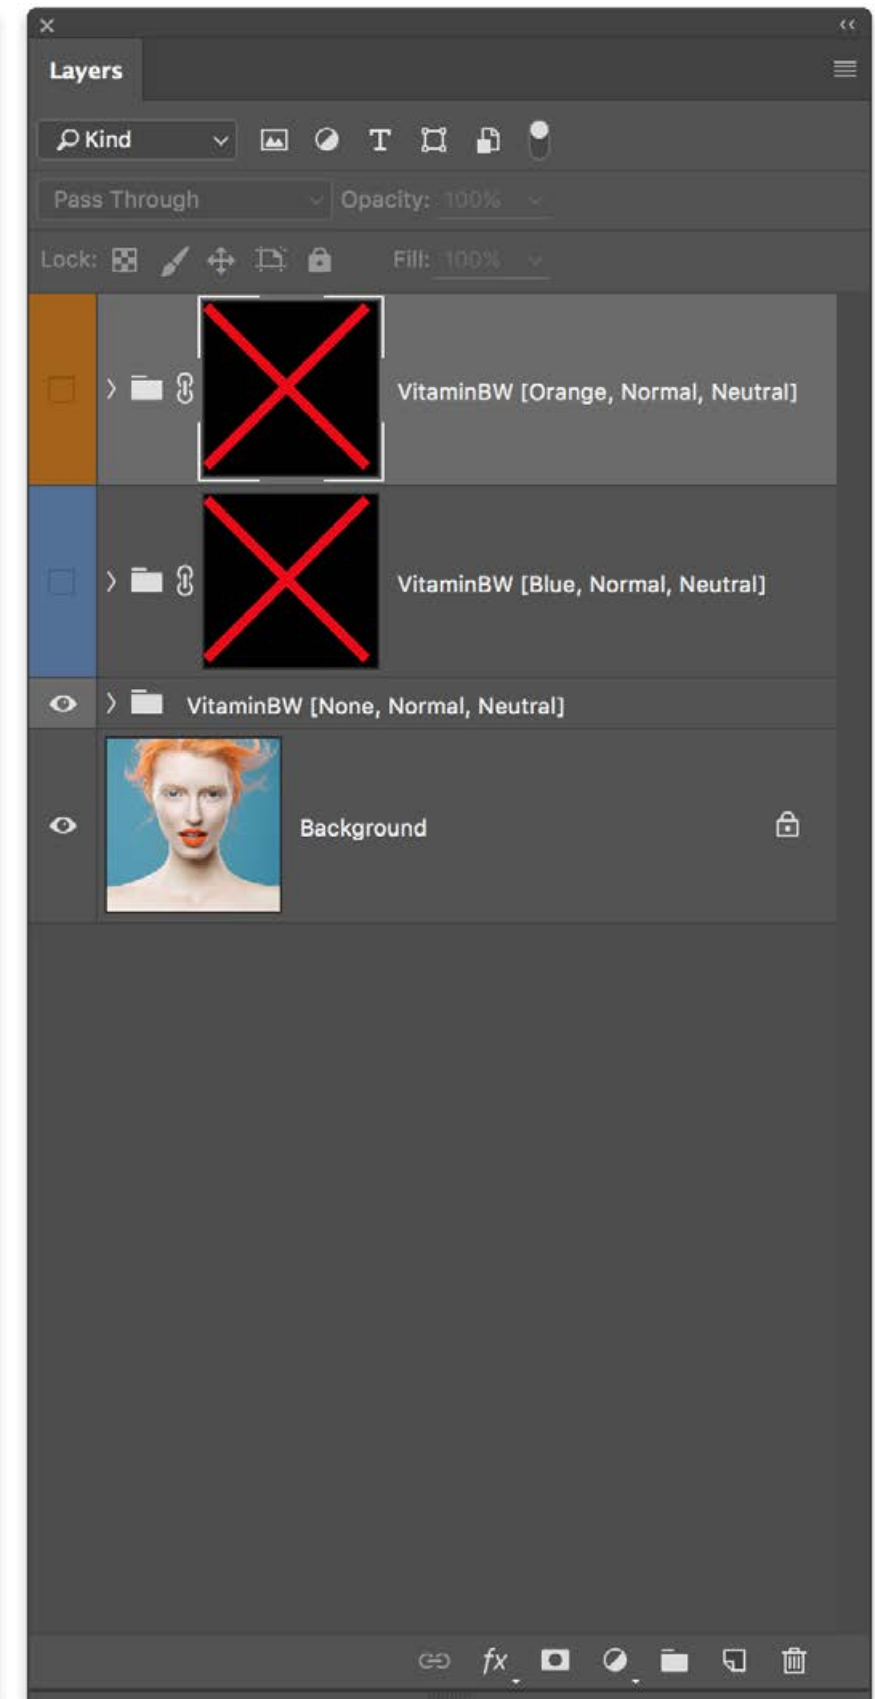 Layers
Kind
Pass Through Opacity: 100%
Lock: Fill: 100%
VitaminBW [Orange, Normal, Neutral]
VitaminBW [Blue, Normal, Neutral]
VitaminBW [None, Normal, Neutral]
Background
fx